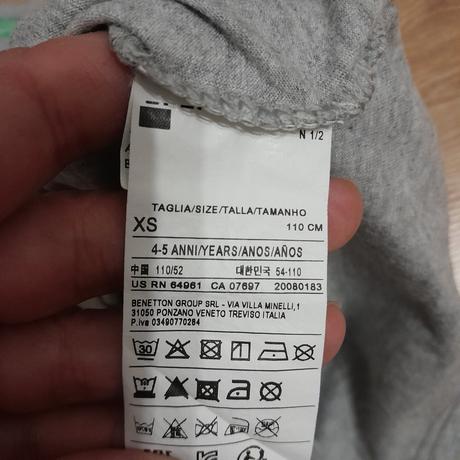 N 1/2
TAGLIA/SIZE/TALLA/TAMANHO
XS 110 CM
4-5 ANNI/YEARS/ANOS/AÑOS
中国 110/52 대한민국 54-110
US RN 64961 CA 07697 20080183
BENETTON GROUP SRL - VIA VILLA MINELLI,1
31050 PONZANO VENETO TREVISO ITALIA
P.iva 03490770264
30